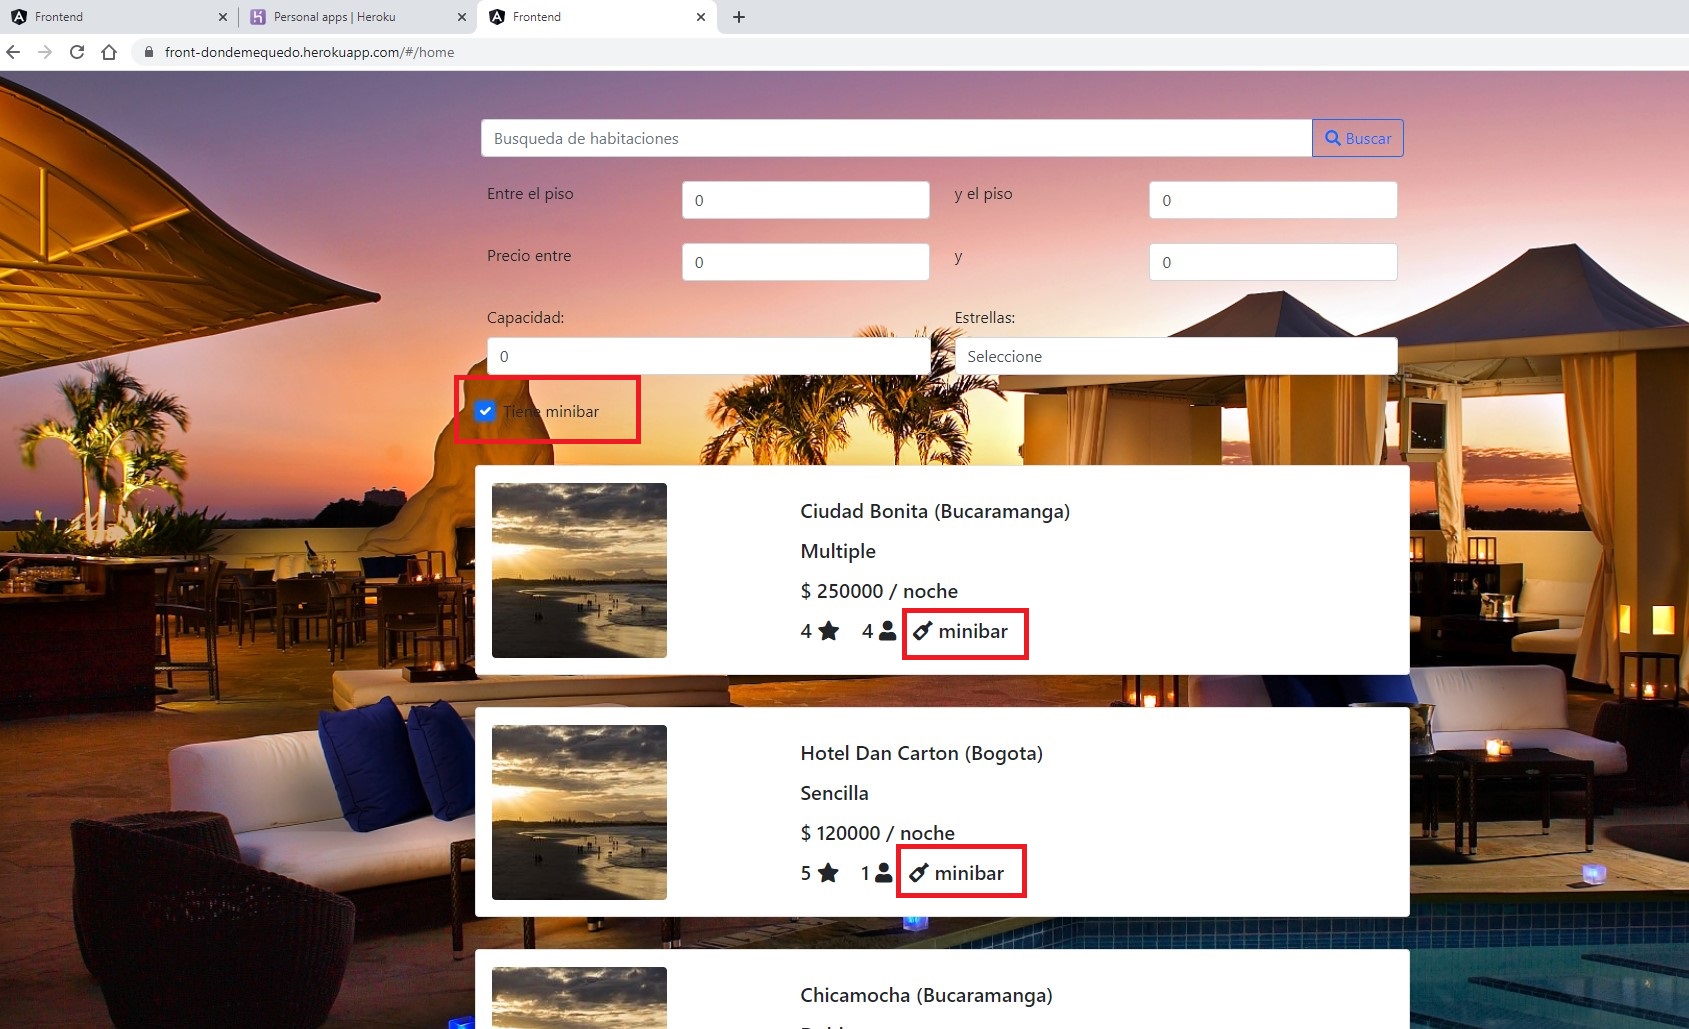 Frontend
Personal apps | Heroku
Frontend
front-dondemequedo.herokuapp.com/#/home
Busqueda de habitaciones
Buscar
Entre el piso
0
y el piso
0
Precio entre
0
y
0
Capacidad:
Estrellas:
0
Seleccione
Tiene minibar
Ciudad Bonita (Bucaramanga)
Multiple
$ 250000 / noche
4 4 minibar
Hotel Dan Carton (Bogota)
Sencilla
$ 120000 / noche
5 1 minibar
Chicamocha (Bucaramanga)